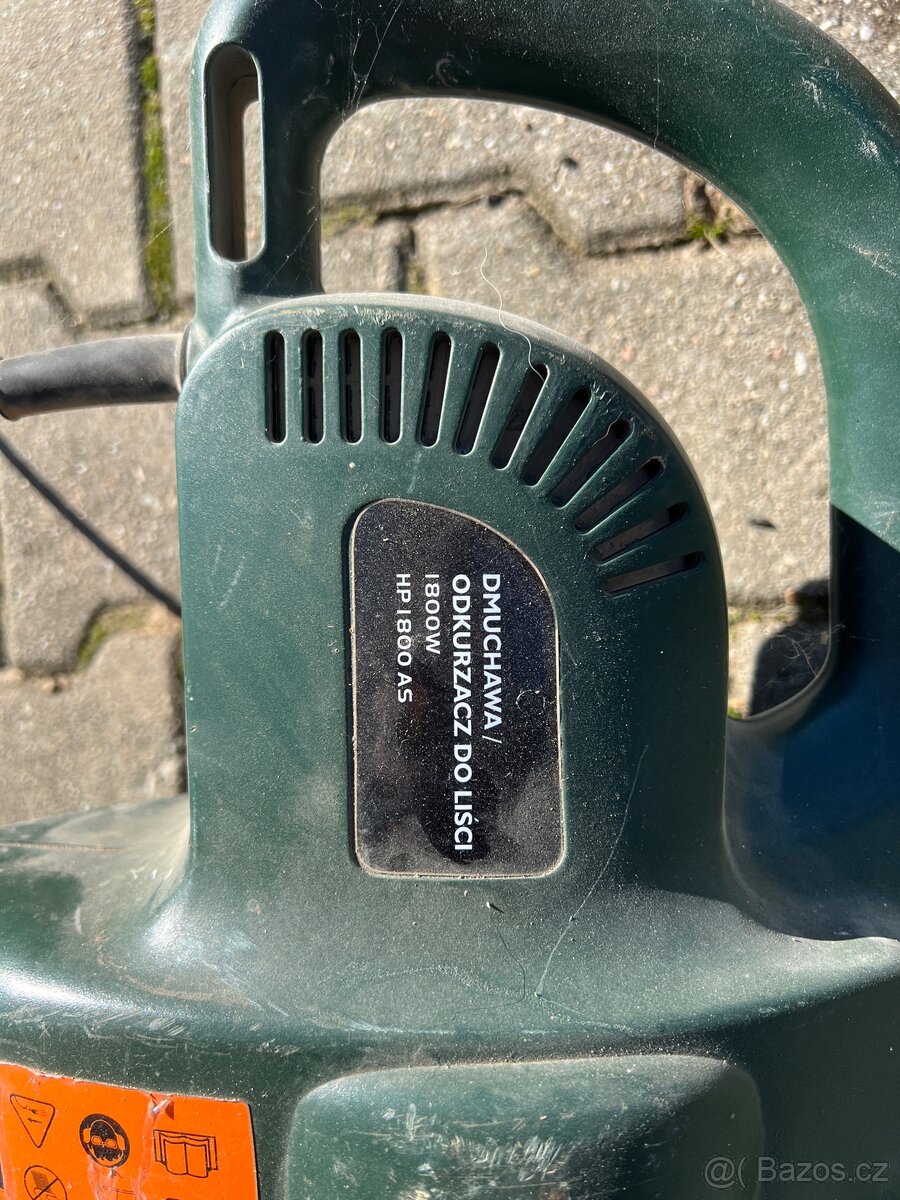 DMUCHAWA /
ODKURZACZ DO LIŚCI
1800W
HP1800AS
@( Bazos.cz